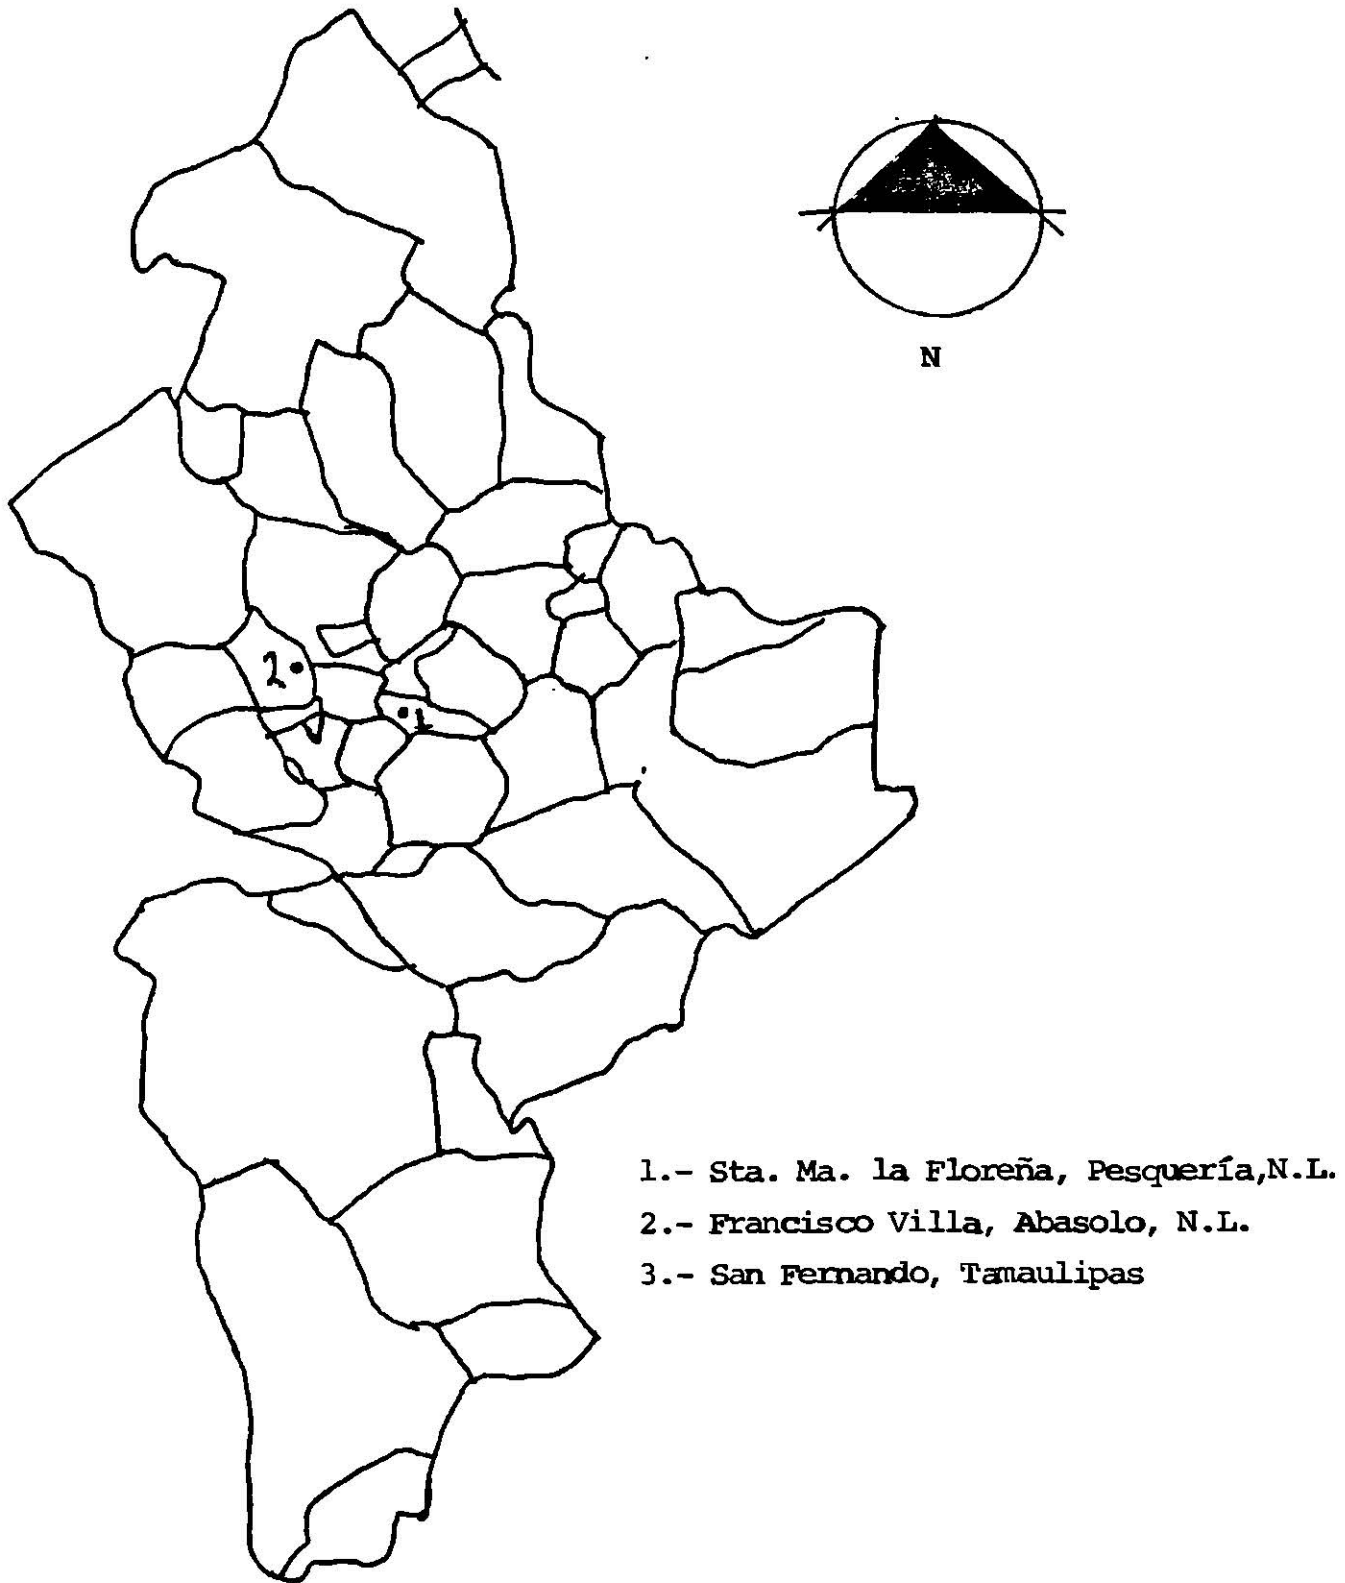 N
2
1
1.- Sta. Ma. la Floreña, Pesquería,N.L.
2.- Francisco Villa, Abasolo, N.L.
3.- San Fernando, Tamaulipas